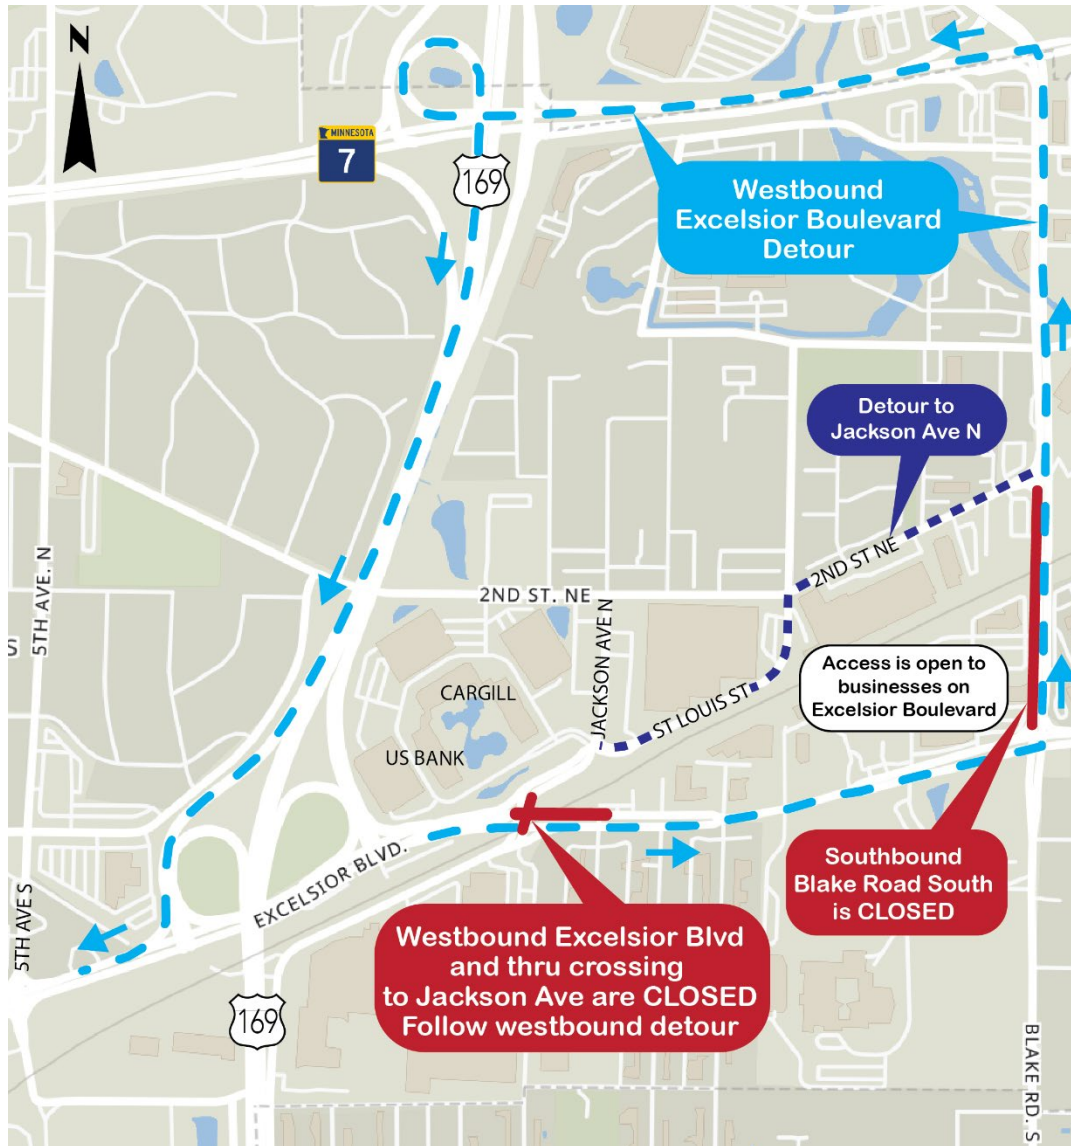 N
MINNESOTA
7
169
Westbound
Excelsior Boulevard
Detour
Detour to
Jackson Ave N
5TH AVE. N
2ND ST NE
2ND ST. NE
JACKSON AVE N
Access is open to
businesses on
Excelsior Boulevard
CARGILL
ST LOUIS ST
US BANK
EXCELSIOR BLVD.
Southbound
Blake Road South
is CLOSED
5TH AVE S
Westbound Excelsior Blvd
and thru crossing
to Jackson Ave are CLOSED
Follow westbound detour
169
BLAKE RD. S